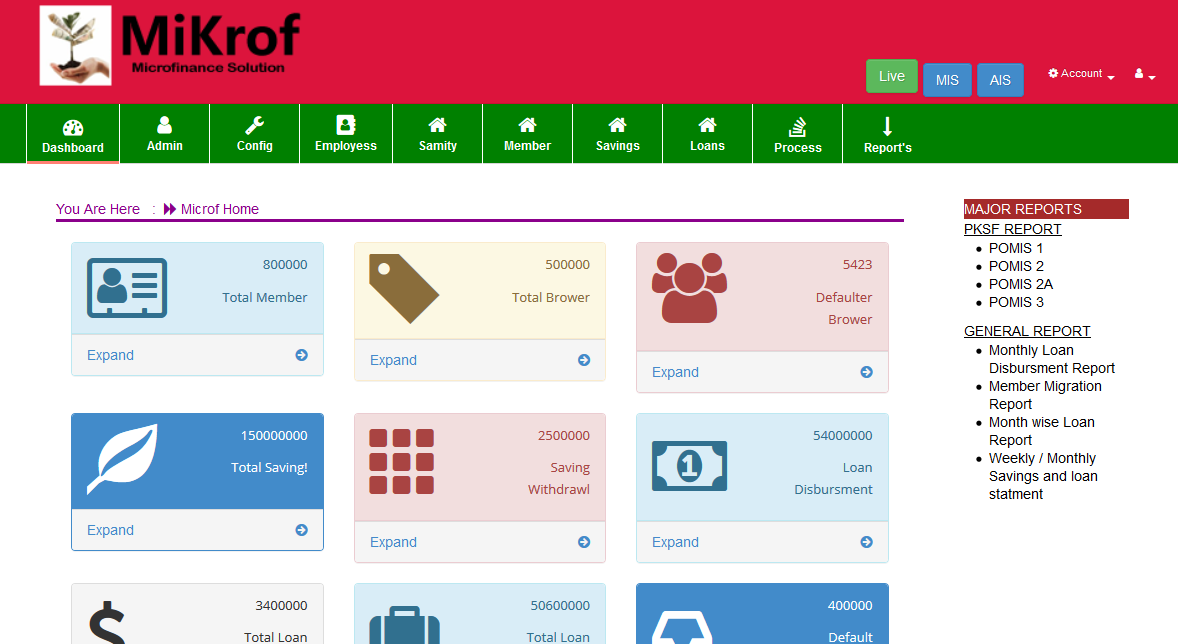 MiKrof
Microfinance Solution
Live
MIS
AIS
Account
Dashboard
Admin
Config
Employess
Samity
Member
Savings
Loans
Process
Report's
You Are Here : Microf Home
800000
Total Member
Expand
500000
Total Brower
Expand
5423
Defaulter
Brower
Expand
150000000
Total Saving!
Expand
2500000
Saving
Withdrawl
Expand
54000000
Loan
Disbursment
Expand
3400000
Total Loan
50600000
Total Loan
400000
Default
MAJOR REPORTS
PKSF REPORT
POMIS 1
POMIS 2
POMIS 2A
POMIS 3
GENERAL REPORT
Monthly Loan
Disbursment Report
Member Migration
Report
Month wise Loan
Report
Weekly / Monthly
Savings and loan
statment